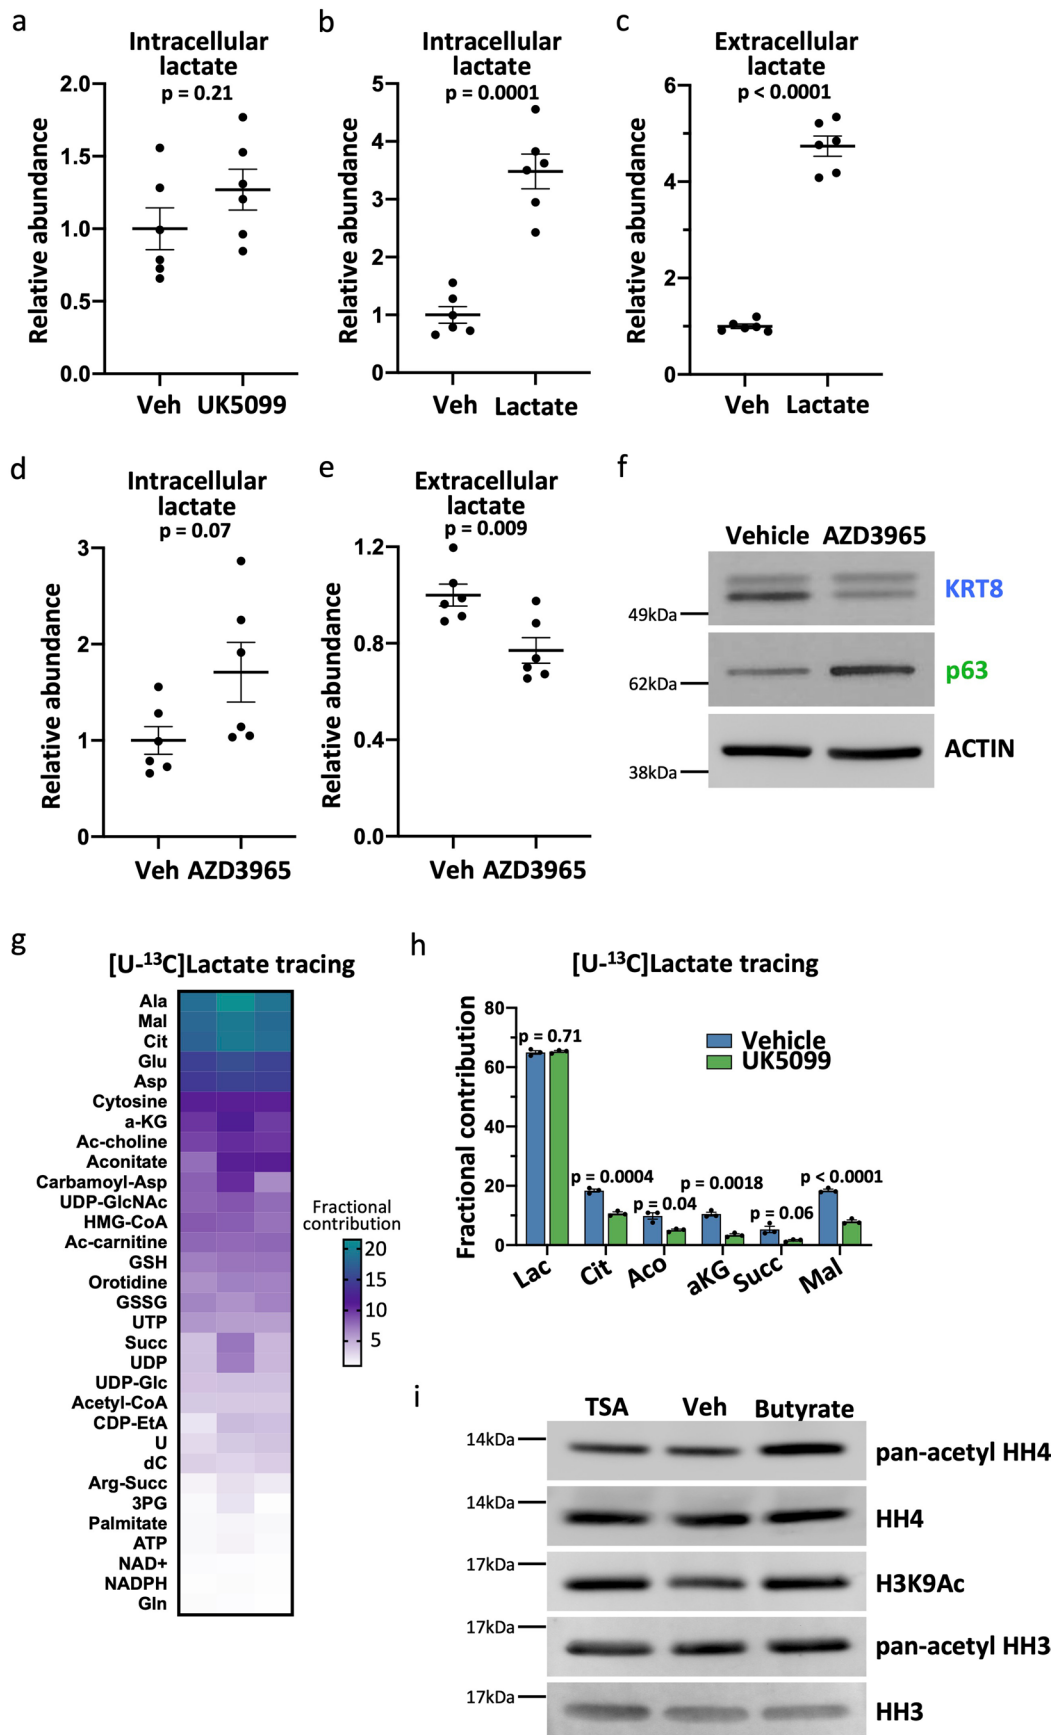 a
Intracellular
lactate
p = 0.21
Relative abundance
2.0
1.5
1.0
0.5
0.0
Veh UK5099
b
Intracellular
lactate
p = 0.0001
Relative abundance
5
4
3
2
1
0
Veh Lactate
c
Extracellular
lactate
p < 0.0001
Relative abundance
6
4
2
0
Veh Lactate
d
Intracellular
lactate
p = 0.07
Relative abundance
3
2
1
0
Veh AZD3965
e
Extracellular
lactate
p = 0.009
Relative abundance
1.2
0.8
0.4
0.0
Veh AZD3965
f
Vehicle AZD3965
49kDa
KRT8
62kDa
p63
38kDa
ACTIN
g
[U-¹³C]Lactate tracing
Ala
Mal
Cit
Glu
Asp
Cytosine
a-KG
Ac-choline
Aconitate
Carbamoyl-Asp
UDP-GlcNAc
HMG-CoA
Ac-carnitine
GSH
Orotidine
GSSG
UTP
Succ
UDP
UDP-Glc
Acetyl-CoA
CDP-EtA
U
dC
Arg-Succ
3PG
Palmitate
ATP
NAD+
NADPH
Gln
Fractional
contribution
20
15
10
5
h
[U-¹³C]Lactate tracing
Fractional contribution
80
60
40
20
0
Vehicle
UK5099
p = 0.71
p = 0.0004
p = 0.04
p = 0.0018
p = 0.06
p < 0.0001
Lac Cit Aco aKG Succ Mal
i
TSA Veh Butyrate
14kDa
pan-acetyl HH4
14kDa
HH4
17kDa
H3K9Ac
17kDa
pan-acetyl HH3
17kDa
HH3